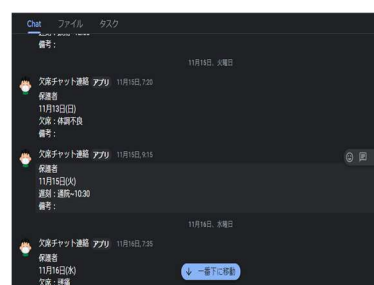 Chat ファイル タスク
備考：
11月15日、火曜日
欠席チャット連絡 アプリ 11月15日, 7:20
保護者
11月13日(日)
欠席：体調不良
備考：
欠席チャット連絡 アプリ 11月15日, 9:15
保護者
11月15日(火)
遅刻：通院~10:30
備考：
11月16日、水曜日
欠席チャット連絡 アプリ 11月16日, 7:35
保護者
11月16日(水)
欠席：頭痛
一番下に移動